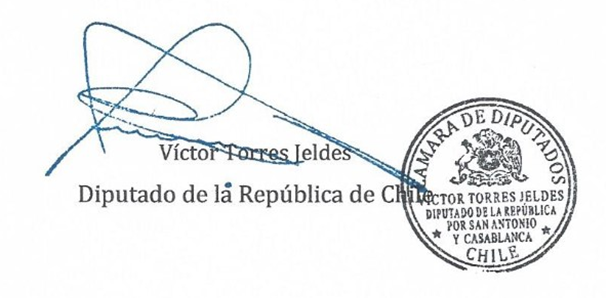 Víctor Torres Jeldes
Diputado de la República de Chile
CAMARA DE DIPUTADOS
VICTOR TORRES JELDES
DIPUTADO DE LA REPÚBLICA
POR SAN ANTONIO
Y CASABLANCA
CHILE